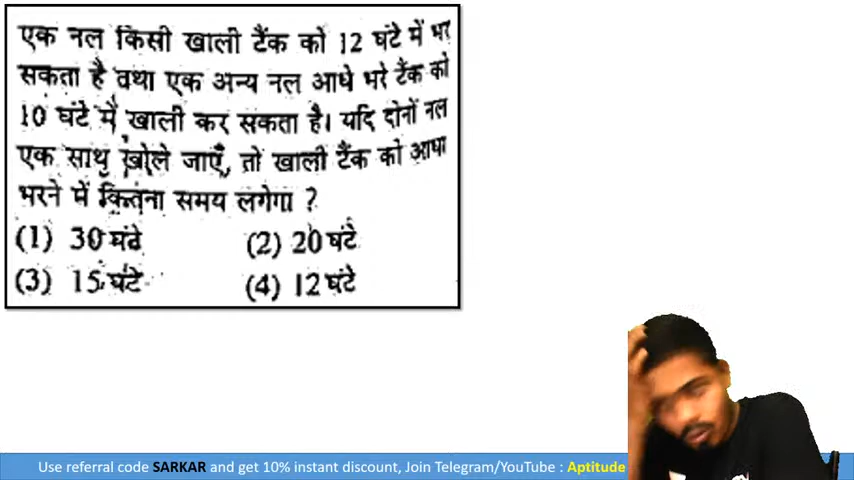 एक नल किसी खाली टैंक को 12 घंटे में भर
सकता है तथा एक अन्य नल आधे भरे टैंक को
10 घंटे में खाली कर सकता है। यदि दोनों नल
एक साथ खोले जाएँ, तो खाली टैंक को आधा
भरने में कितना समय लगेगा ?
(1) 30 घंटे (2) 20 घंटे
(3) 15 घंटे (4) 12 घंटे
Use referral code SARKAR and get 10% instant discount, Join Telegram/YouTube : Aptitude